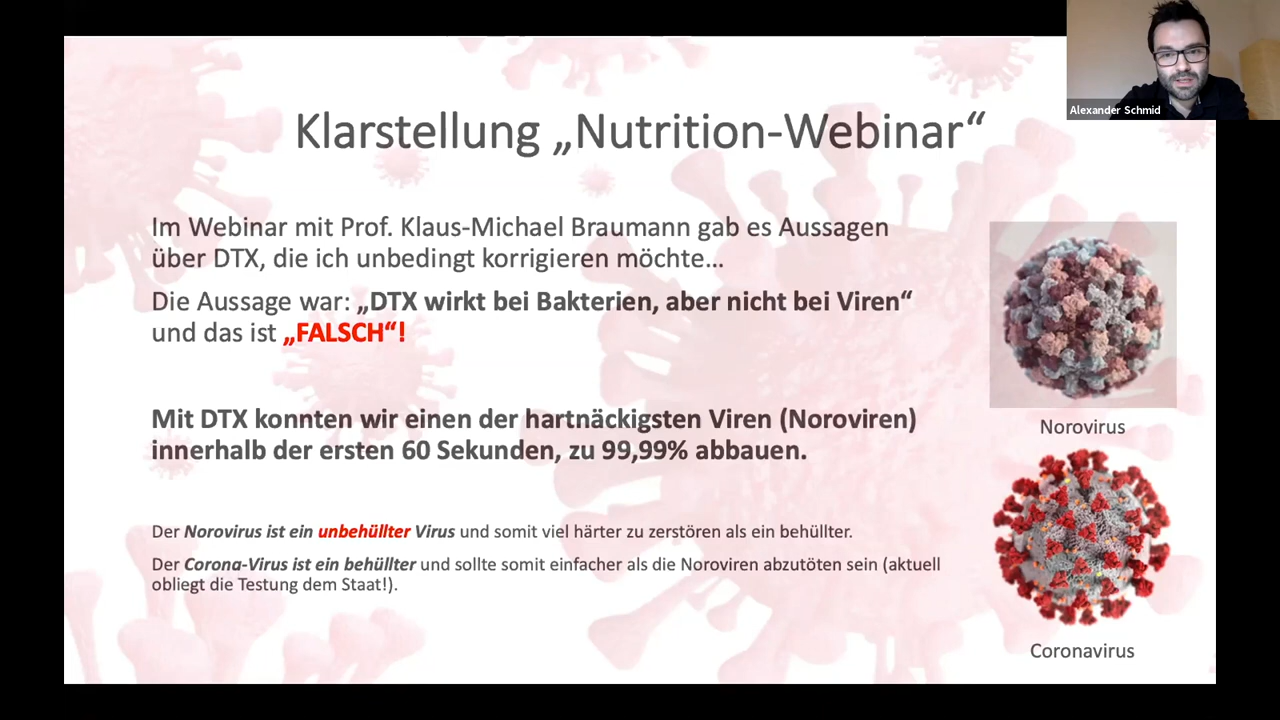 Alexander Schmid
Klarstellung „Nutrition-Webinar“
Im Webinar mit Prof. Klaus-Michael Braumann gab es Aussagen
über DTX, die ich unbedingt korrigieren möchte...
Die Aussage war: „DTX wirkt bei Bakterien, aber nicht bei Viren“
und das ist „FALSCH“!
Mit DTX konnten wir einen der hartnäckigsten Viren (Noroviren)
innerhalb der ersten 60 Sekunden, zu 99,99% abbauen.
Der Norovirus ist ein unbehüllter Virus und somit viel härter zu zerstören als ein behüllter.
Der Corona-Virus ist ein behüllter und sollte somit einfacher als die Noroviren abzutöten sein (aktuell
obliegt die Testung dem Staat!).
Norovirus
Coronavirus